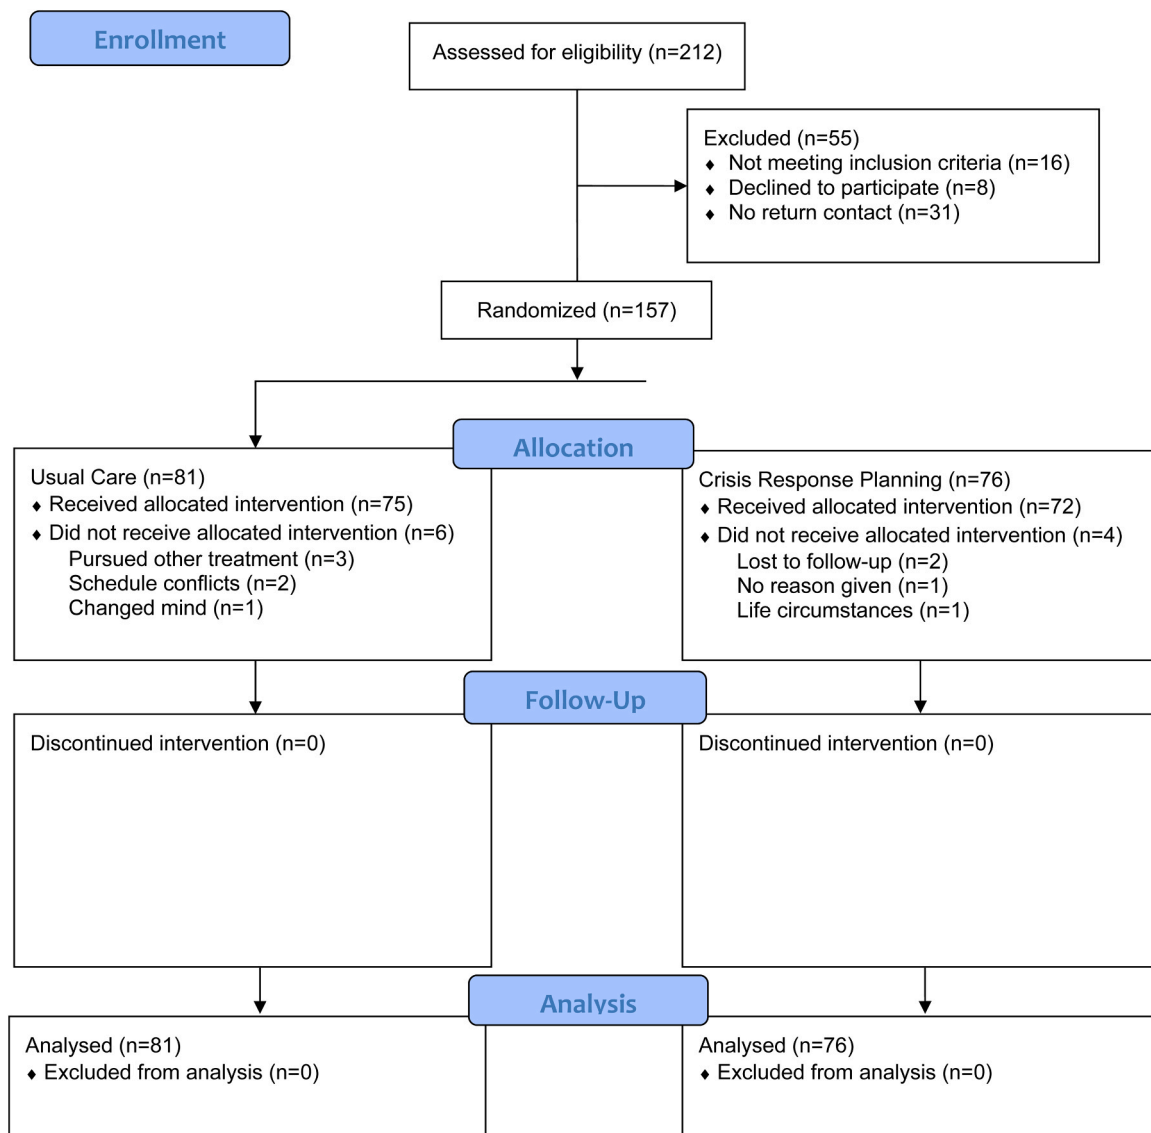 Enrollment
Assessed for eligibility (n=212)
Excluded (n=55)
♦ Not meeting inclusion criteria (n=16)
♦ Declined to participate (n=8)
♦ No return contact (n=31)
Randomized (n=157)
Allocation
Usual Care (n=81)
♦ Received allocated intervention (n=75)
♦ Did not receive allocated intervention (n=6)
Pursued other treatment (n=3)
Schedule conflicts (n=2)
Changed mind (n=1)
Crisis Response Planning (n=76)
♦ Received allocated intervention (n=72)
♦ Did not receive allocated intervention (n=4)
Lost to follow-up (n=2)
No reason given (n=1)
Life circumstances (n=1)
Follow-Up
Discontinued intervention (n=0)
Discontinued intervention (n=0)
Analysis
Analysed (n=81)
♦ Excluded from analysis (n=0)
Analysed (n=76)
♦ Excluded from analysis (n=0)